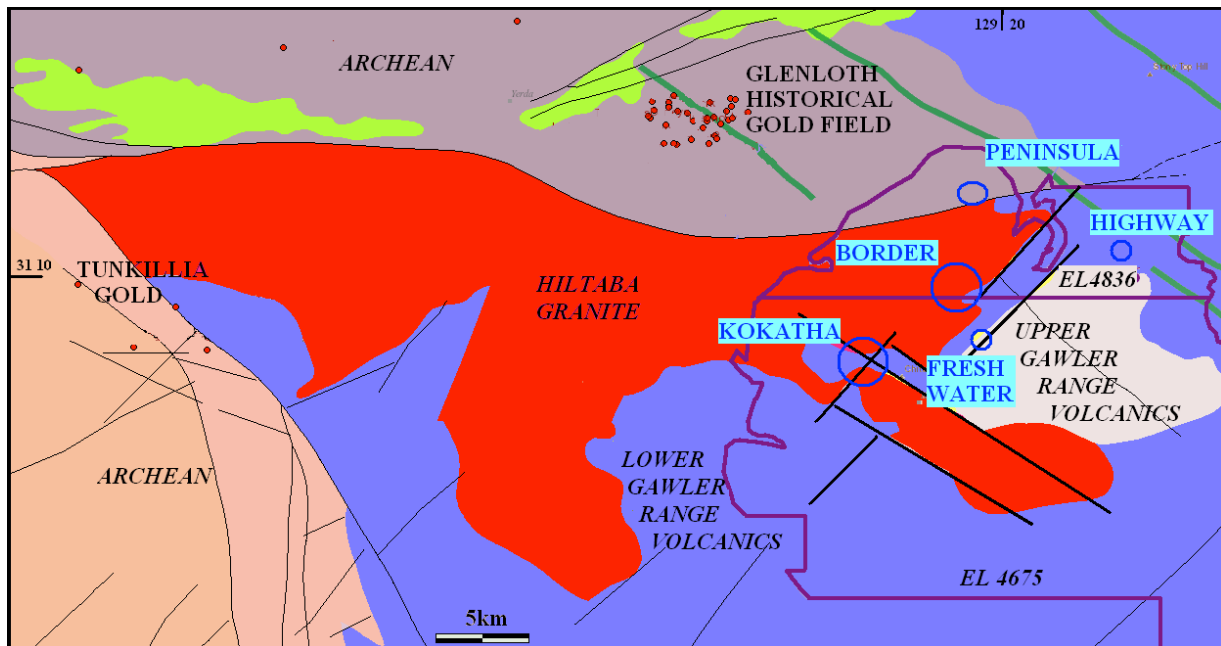 129 20
ARCHEAN
GLENLOTH
HISTORICAL
GOLD FIELD
Yerda
PENINSULA
HIGHWAY
BORDER
31 10
TUNKILLIA
GOLD
HILTABA
GRANITE
EL4836
KOKATHA
UPPER
GAWLER
RANGE
VOLCANICS
FRESH
WATER
ARCHEAN
LOWER
GAWLER
RANGE
VOLCANICS
EL 4675
5km